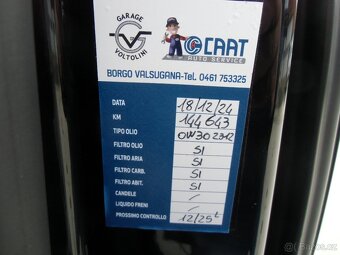 GARAGE
VOLTOLINI
CAAT
AUTO SERVICE
BORGO VALSUGANA-Tel. 0461 753325
DATA 18/12/24
KM 144643
TIPO OLIO 0W30 2312
FILTRO OLIO SI
FILTRO ARIA SI
FILTRO CARB. SI
FILTRO ABIT. SI
CANDELE /
LIQUIDO FRENI /
PROSSIMO CONTROLLO 12/25